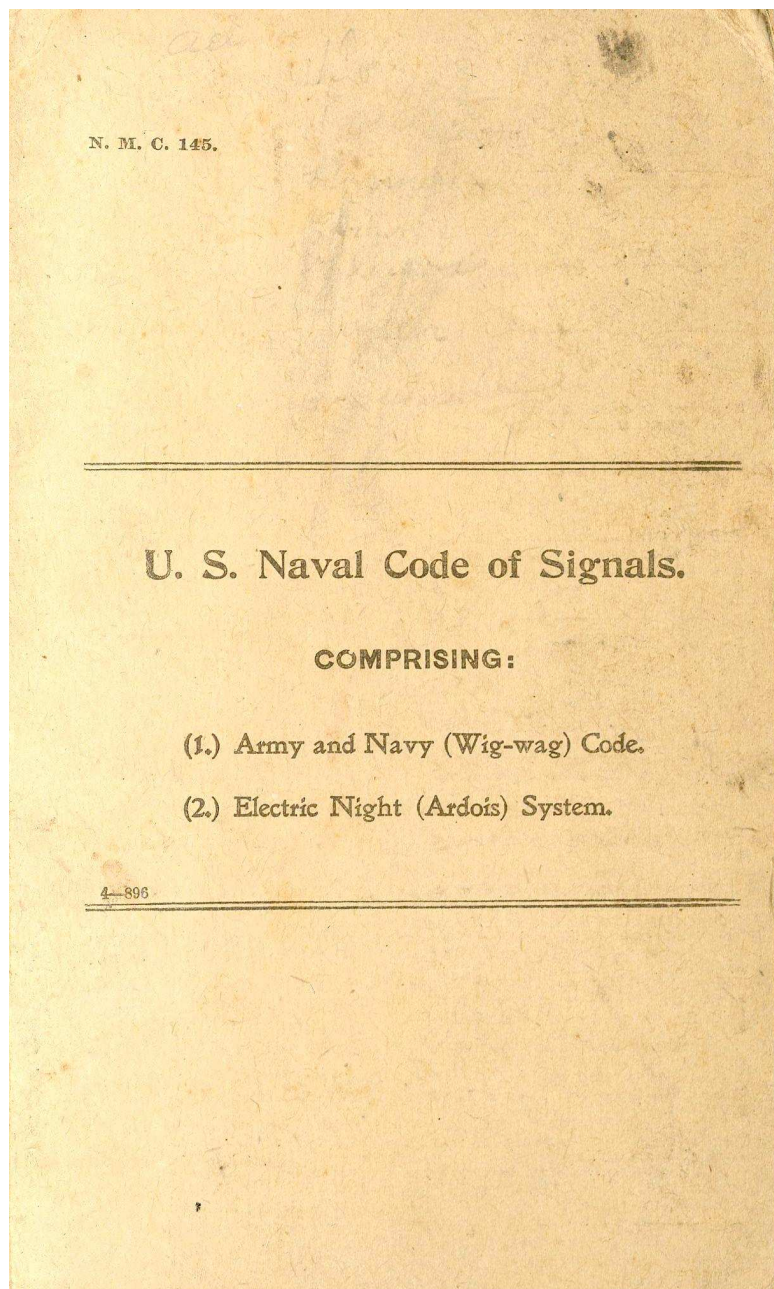 N. M. C. 145.
U. S. Naval Code of Signals.
COMPRISING:
(1.) Army and Navy (Wig-wag) Code.
(2.) Electric Night (Ardois) System.
4—896